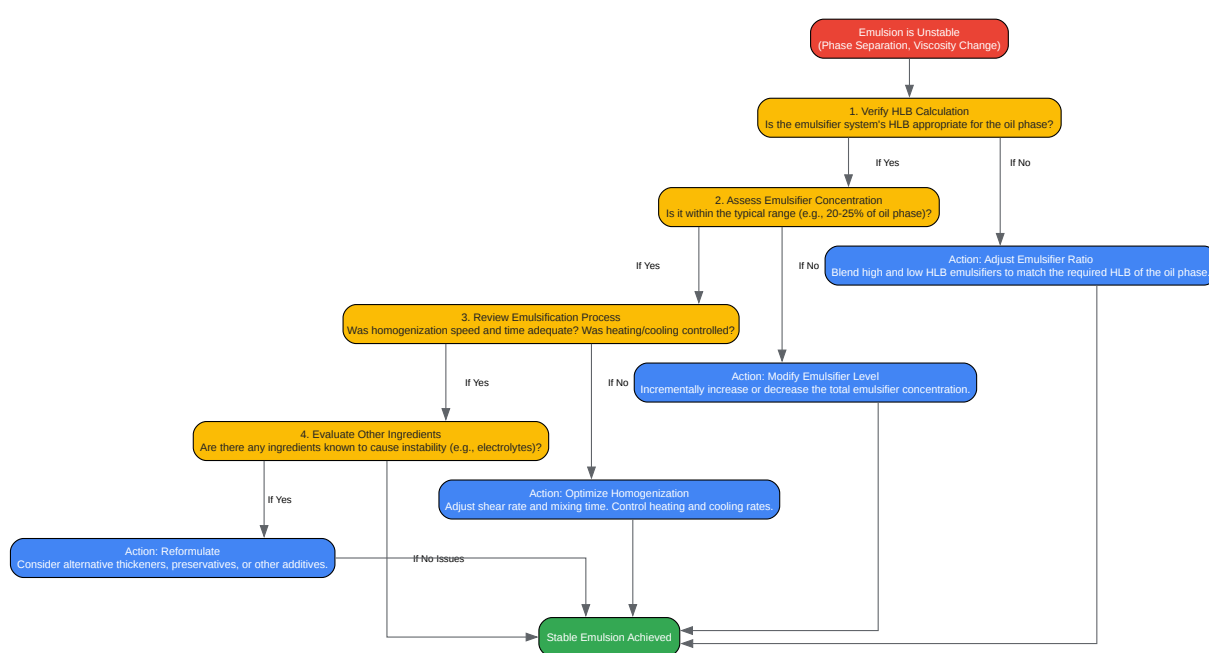 Emulsion is Unstable
(Phase Separation, Viscosity Change)
1. Verify HLB Calculation
Is the emulsifier system's HLB appropriate for the oil phase?
If Yes
If No
2. Assess Emulsifier Concentration
Is it within the typical range (e.g., 20-25% of oil phase)?
Action: Adjust Emulsifier Ratio
Blend high and low HLB emulsifiers to match the required HLB of the oil phase.
If Yes
If No
3. Review Emulsification Process
Was homogenization speed and time adequate? Was heating/cooling controlled?
Action: Modify Emulsifier Level
Incrementally increase or decrease the total emulsifier concentration.
If Yes
If No
4. Evaluate Other Ingredients
Are there any ingredients known to cause instability (e.g., electrolytes)?
Action: Optimize Homogenization
Adjust shear rate and mixing time. Control heating and cooling rates.
If Yes
Action: Reformulate
Consider alternative thickeners, preservatives, or other additives.
If No Issues
Stable Emulsion Achieved